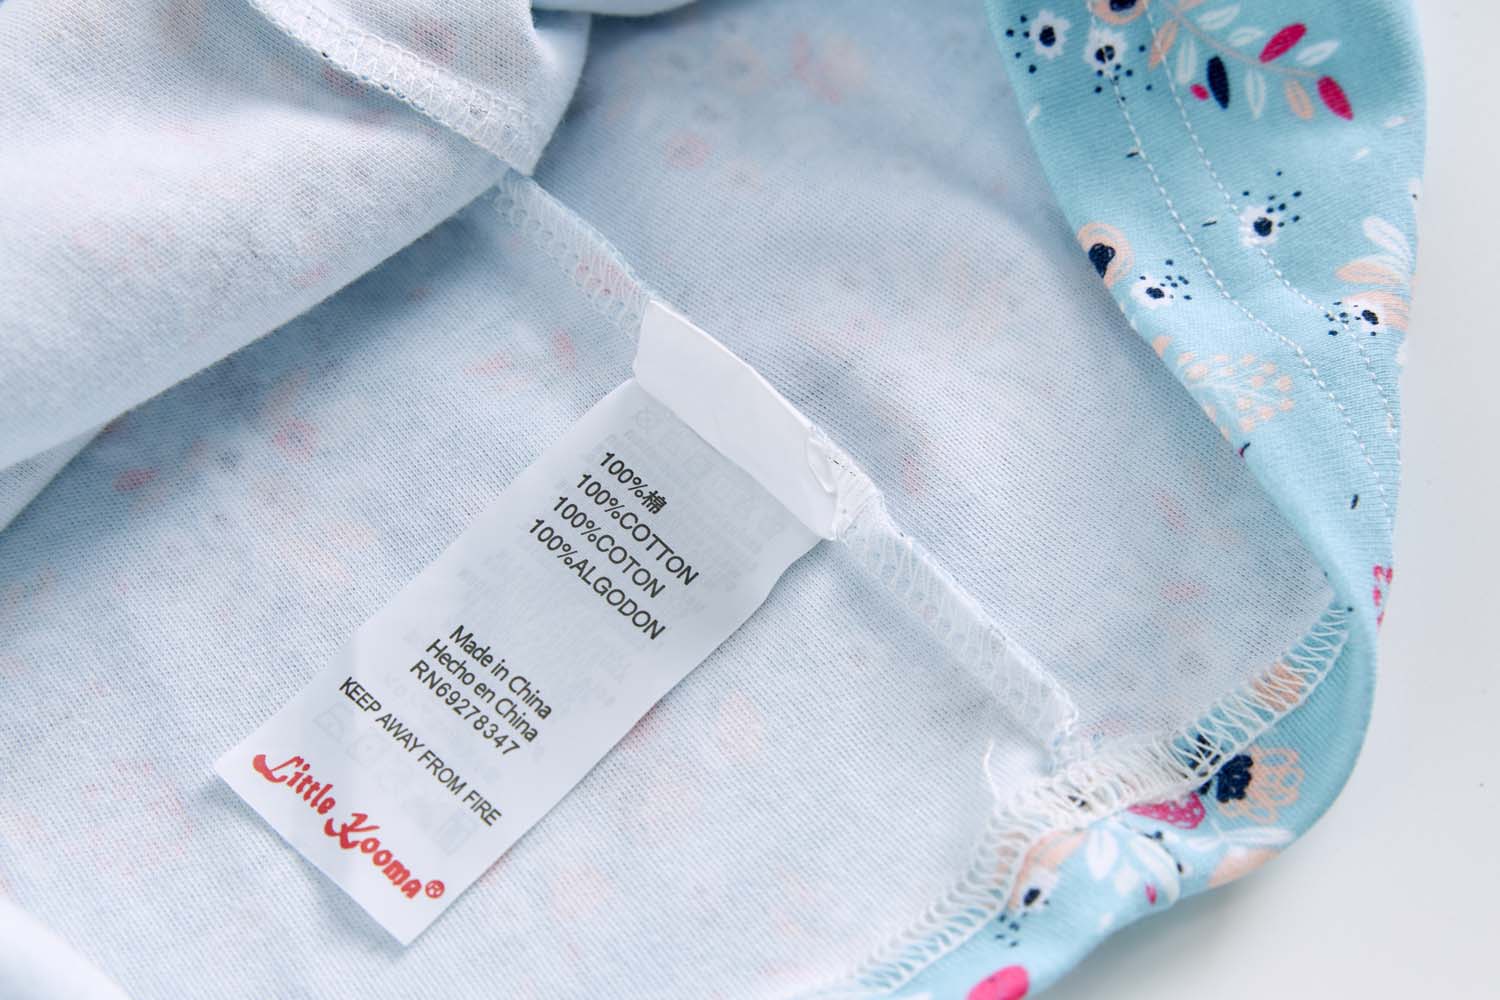 100%棉
100%COTTON
100%COTON
100%ALGODON
Made in China
Hecho en China
RN69278347
KEEP AWAY FROM FIRE
Little Kooma®